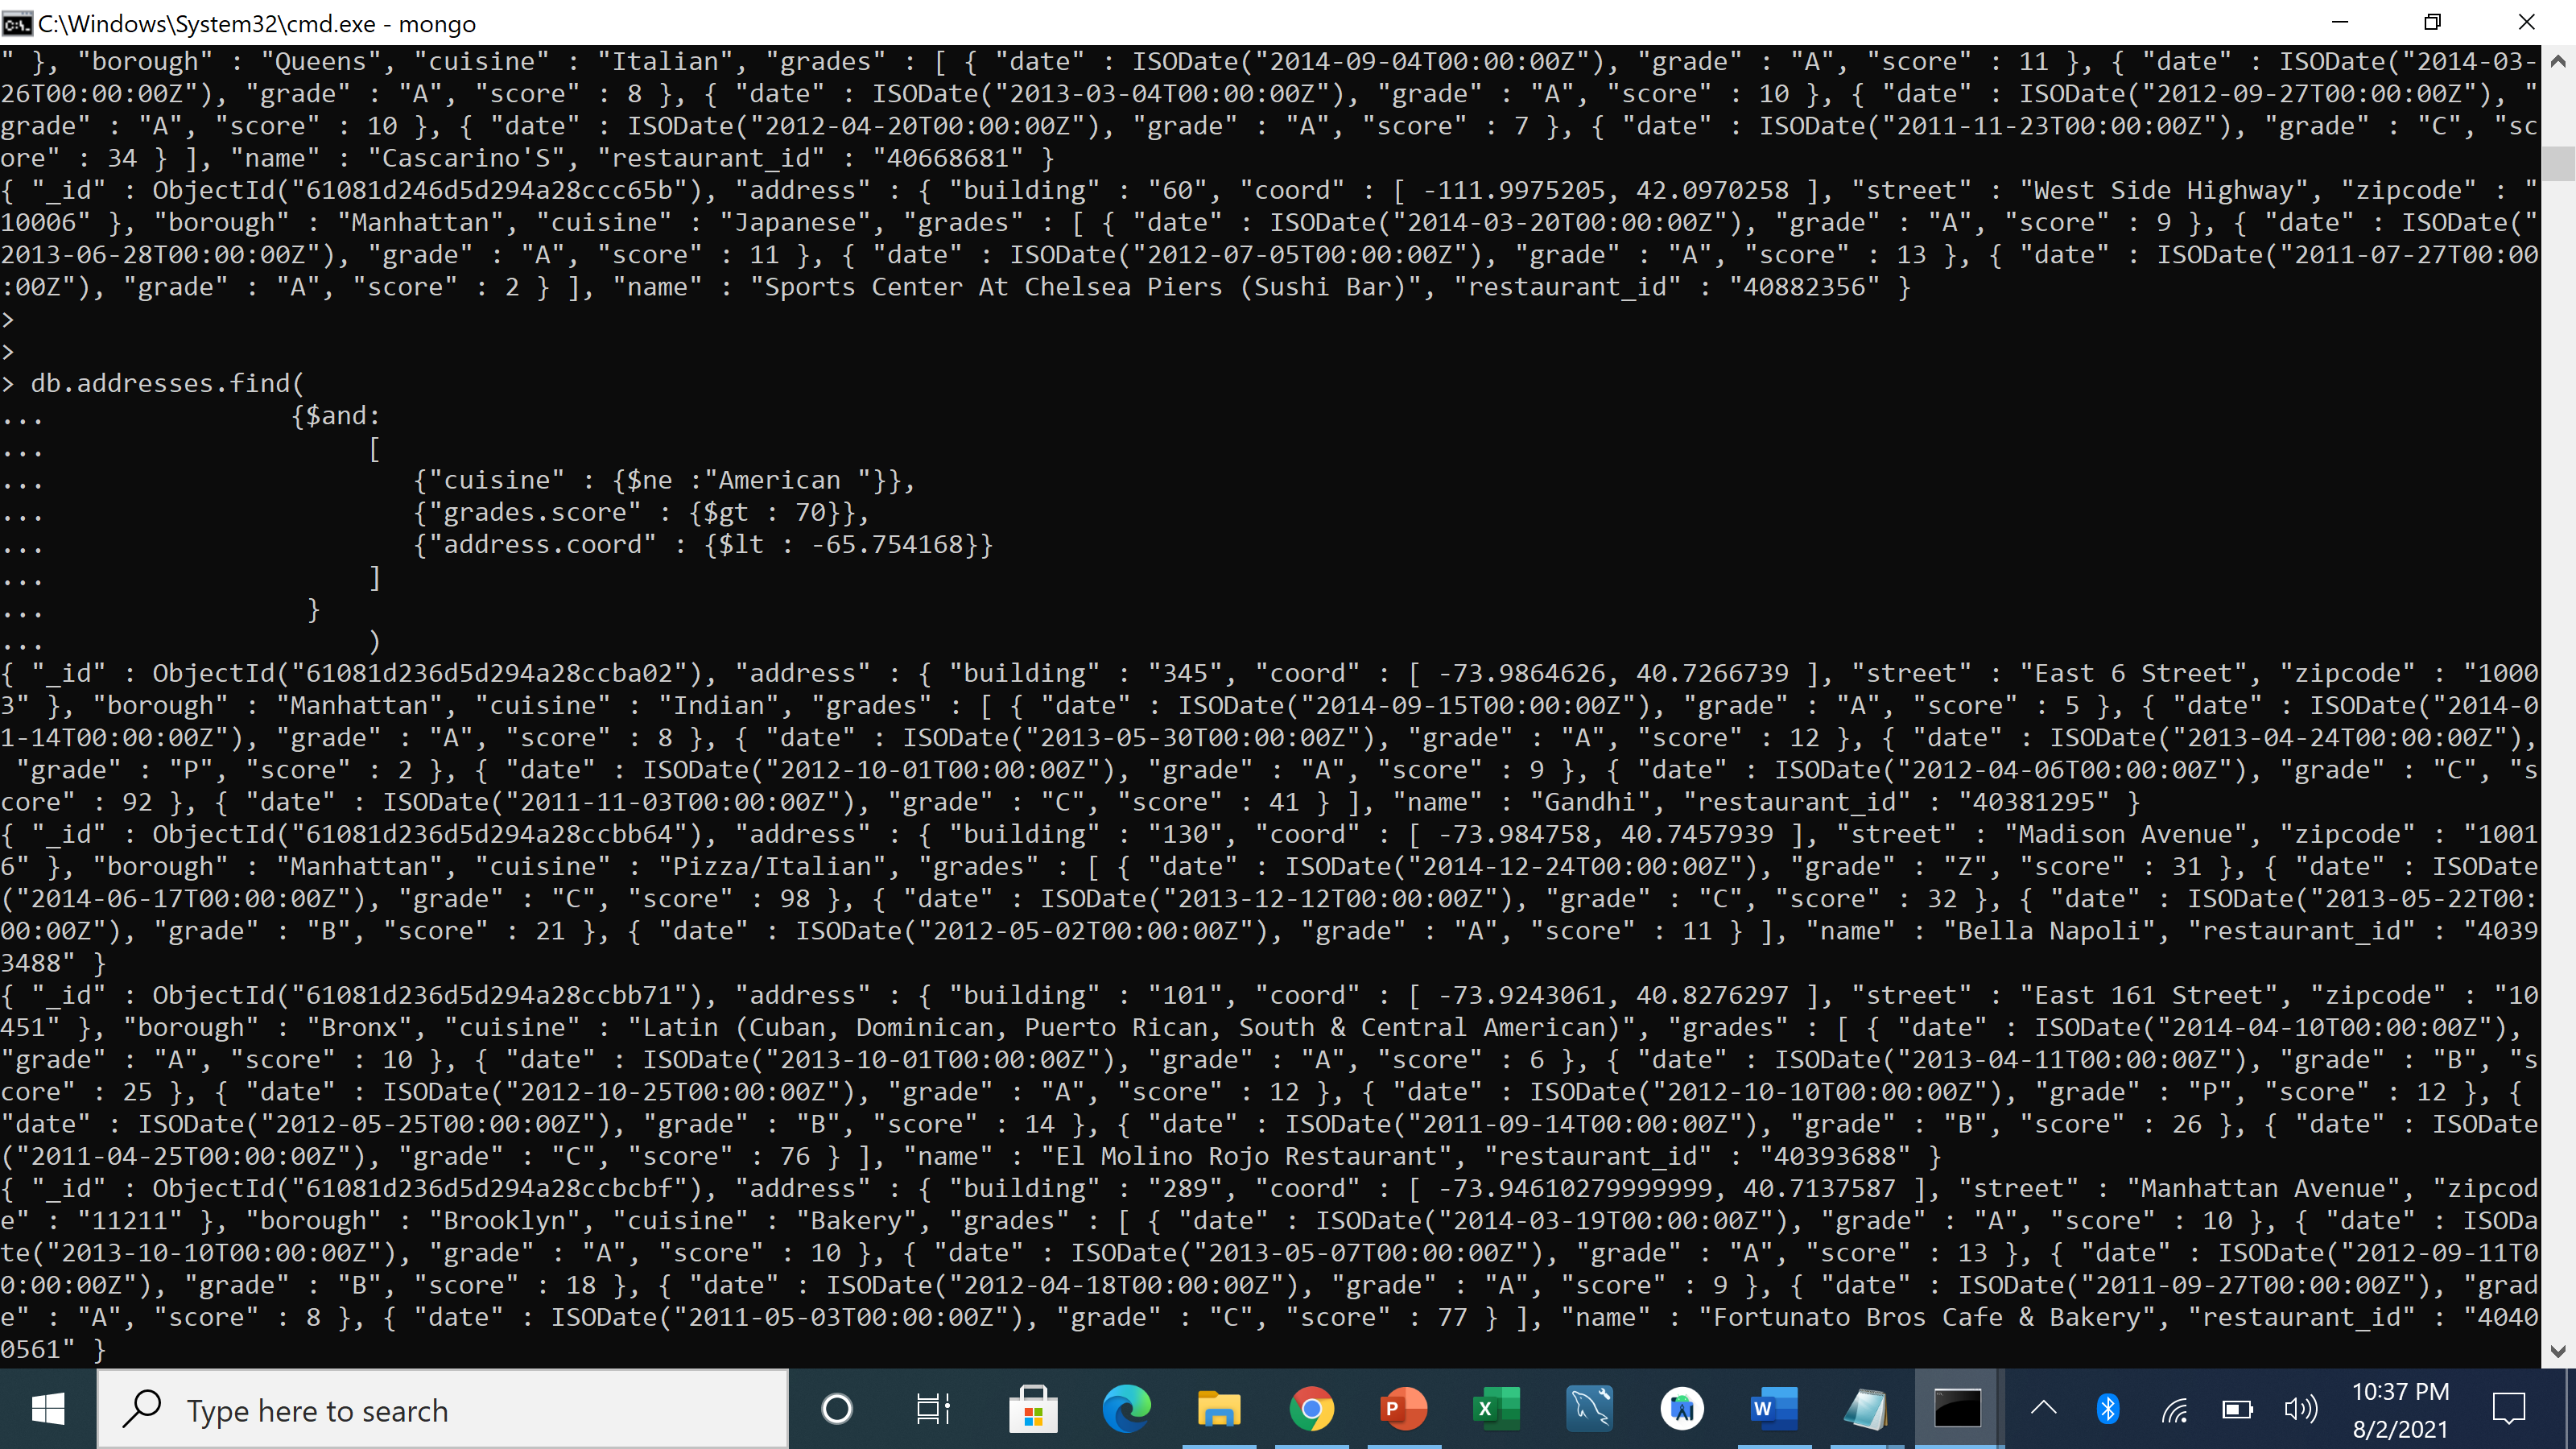 C:\Windows\System32\cmd.exe - mongo
" }, "borough" : "Queens", "cuisine" : "Italian", "grades" : [ { "date" : ISODate("2014-09-04T00:00:00Z"), "grade" : "A", "score" : 11 }, { "date" : ISODate("2014-03-
26T00:00:00Z"), "grade" : "A", "score" : 8 }, { "date" : ISODate("2013-03-04T00:00:00Z"), "grade" : "A", "score" : 10 }, { "date" : ISODate("2012-09-27T00:00:00Z"), "
grade" : "A", "score" : 10 }, { "date" : ISODate("2012-04-20T00:00:00Z"), "grade" : "A", "score" : 7 }, { "date" : ISODate("2011-11-23T00:00:00Z"), "grade" : "C", "sc
ore" : 34 } ], "name" : "Cascarino'S", "restaurant_id" : "40668681" }
{ "_id" : ObjectId("61081d246d5d294a28ccc65b"), "address" : { "building" : "60", "coord" : [ -111.9975205, 42.0970258 ], "street" : "West Side Highway", "zipcode" : "
10006" }, "borough" : "Manhattan", "cuisine" : "Japanese", "grades" : [ { "date" : ISODate("2014-03-20T00:00:00Z"), "grade" : "A", "score" : 9 }, { "date" : ISODate("
2013-06-28T00:00:00Z"), "grade" : "A", "score" : 11 }, { "date" : ISODate("2012-07-05T00:00:00Z"), "grade" : "A", "score" : 13 }, { "date" : ISODate("2011-07-27T00:00
:00Z"), "grade" : "A", "score" : 2 } ], "name" : "Sports Center At Chelsea Piers (Sushi Bar)", "restaurant_id" : "40882356" }
>
>
> db.addresses.find(
... {$and:
... [
... {"cuisine" : {$ne :"American "}},
... {"grades.score" : {$gt : 70}},
... {"address.coord" : {$lt : -65.754168}}
... ]
... }
... )
{ "_id" : ObjectId("61081d236d5d294a28ccba02"), "address" : { "building" : "345", "coord" : [ -73.9864626, 40.7266739 ], "street" : "East 6 Street", "zipcode" : "1000
3" }, "borough" : "Manhattan", "cuisine" : "Indian", "grades" : [ { "date" : ISODate("2014-09-15T00:00:00Z"), "grade" : "A", "score" : 5 }, { "date" : ISODate("2014-0
1-14T00:00:00Z"), "grade" : "A", "score" : 8 }, { "date" : ISODate("2013-05-30T00:00:00Z"), "grade" : "A", "score" : 12 }, { "date" : ISODate("2013-04-24T00:00:00Z"),
"grade" : "P", "score" : 2 }, { "date" : ISODate("2012-10-01T00:00:00Z"), "grade" : "A", "score" : 9 }, { "date" : ISODate("2012-04-06T00:00:00Z"), "grade" : "C", "s
core" : 92 }, { "date" : ISODate("2011-11-03T00:00:00Z"), "grade" : "C", "score" : 41 } ], "name" : "Gandhi", "restaurant_id" : "40381295" }
{ "_id" : ObjectId("61081d236d5d294a28ccbb64"), "address" : { "building" : "130", "coord" : [ -73.984758, 40.7457939 ], "street" : "Madison Avenue", "zipcode" : "1001
6" }, "borough" : "Manhattan", "cuisine" : "Pizza/Italian", "grades" : [ { "date" : ISODate("2014-12-24T00:00:00Z"), "grade" : "Z", "score" : 31 }, { "date" : ISODate
("2014-06-17T00:00:00Z"), "grade" : "C", "score" : 98 }, { "date" : ISODate("2013-12-12T00:00:00Z"), "grade" : "C", "score" : 32 }, { "date" : ISODate("2013-05-22T00:
00:00Z"), "grade" : "B", "score" : 21 }, { "date" : ISODate("2012-05-02T00:00:00Z"), "grade" : "A", "score" : 11 } ], "name" : "Bella Napoli", "restaurant_id" : "4039
3488" }
{ "_id" : ObjectId("61081d236d5d294a28ccbb71"), "address" : { "building" : "101", "coord" : [ -73.9243061, 40.8276297 ], "street" : "East 161 Street", "zipcode" : "10
451" }, "borough" : "Bronx", "cuisine" : "Latin (Cuban, Dominican, Puerto Rican, South & Central American)", "grades" : [ { "date" : ISODate("2014-04-10T00:00:00Z"),
"grade" : "A", "score" : 10 }, { "date" : ISODate("2013-10-01T00:00:00Z"), "grade" : "A", "score" : 6 }, { "date" : ISODate("2013-04-11T00:00:00Z"), "grade" : "B", "s
core" : 25 }, { "date" : ISODate("2012-10-25T00:00:00Z"), "grade" : "A", "score" : 12 }, { "date" : ISODate("2012-10-10T00:00:00Z"), "grade" : "P", "score" : 12 }, {
"date" : ISODate("2012-05-25T00:00:00Z"), "grade" : "B", "score" : 14 }, { "date" : ISODate("2011-09-14T00:00:00Z"), "grade" : "B", "score" : 26 }, { "date" : ISODate
("2011-04-25T00:00:00Z"), "grade" : "C", "score" : 76 } ], "name" : "El Molino Rojo Restaurant", "restaurant_id" : "40393688" }
{ "_id" : ObjectId("61081d236d5d294a28ccbcbf"), "address" : { "building" : "289", "coord" : [ -73.94610279999999, 40.7137587 ], "street" : "Manhattan Avenue", "zipcod
e" : "11211" }, "borough" : "Brooklyn", "cuisine" : "Bakery", "grades" : [ { "date" : ISODate("2014-03-19T00:00:00Z"), "grade" : "A", "score" : 10 }, { "date" : ISODa
te("2013-10-10T00:00:00Z"), "grade" : "A", "score" : 10 }, { "date" : ISODate("2013-05-07T00:00:00Z"), "grade" : "A", "score" : 13 }, { "date" : ISODate("2012-09-11T0
0:00:00Z"), "grade" : "B", "score" : 18 }, { "date" : ISODate("2012-04-18T00:00:00Z"), "grade" : "A", "score" : 9 }, { "date" : ISODate("2011-09-27T00:00:00Z"), "grad
e" : "A", "score" : 8 }, { "date" : ISODate("2011-05-03T00:00:00Z"), "grade" : "C", "score" : 77 } ], "name" : "Fortunato Bros Cafe & Bakery", "restaurant_id" : "4040
0561" }
Type here to search
10:37 PM
8/2/2021